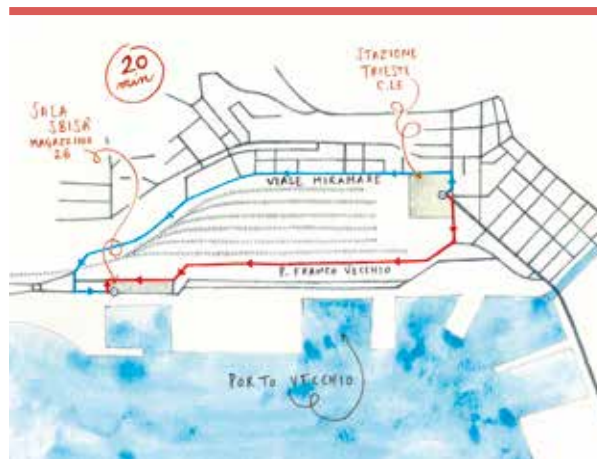 20
min
STAZIONE
TRIESTE
C.LE
SALA
SBISÀ
MAGAZZINO
26
VIALE MIRAMARE
P. FRANCO VECCHIO
PORTO VECCHIO